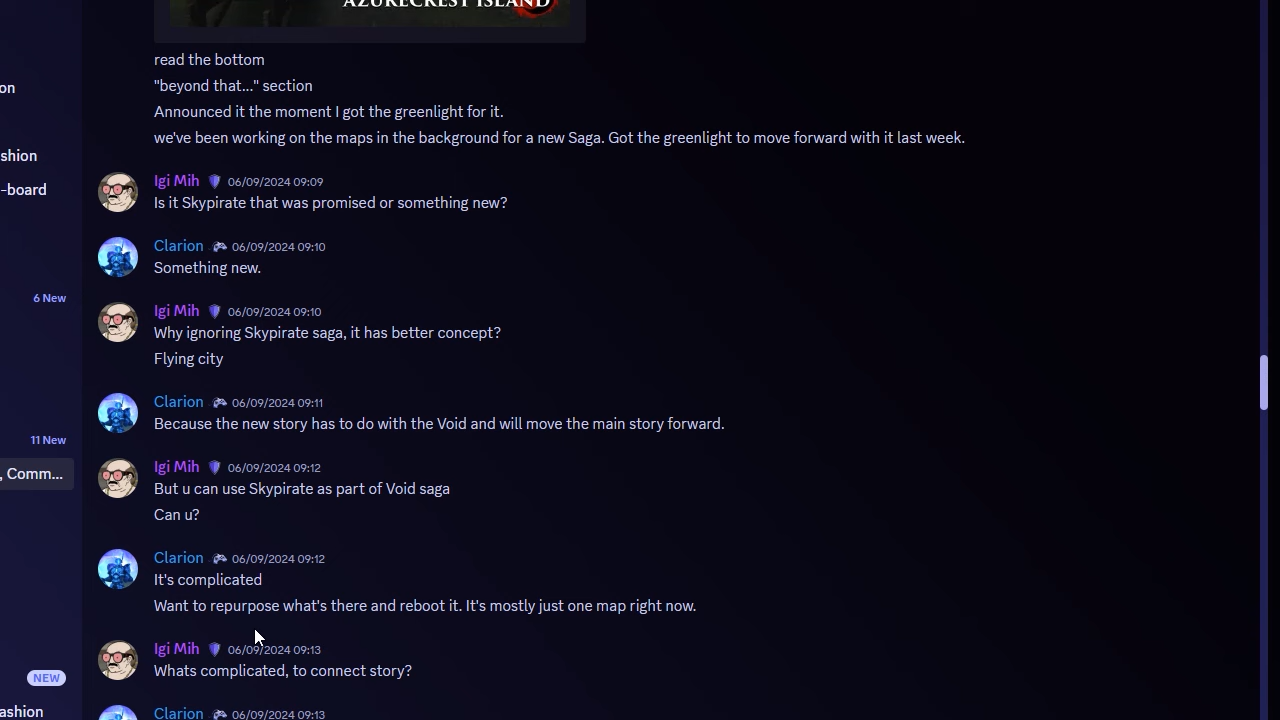 AZURECREST ISLAND
read the bottom
on
"beyond that..." section
Announced it the moment I got the greenlight for it.
we've been working on the maps in the background for a new Saga. Got the greenlight to move forward with it last week.
shion
-board
Igi Mih 06/09/2024 09:09
Is it Skypirate that was promised or something new?
Clarion 06/09/2024 09:10
Something new.
6 New
Igi Mih 06/09/2024 09:10
Why ignoring Skypirate saga, it has better concept?
Flying city
Clarion 06/09/2024 09:11
Because the new story has to do with the Void and will move the main story forward.
11 New
, Comm...
Igi Mih 06/09/2024 09:12
But u can use Skypirate as part of Void saga
Can u?
Clarion 06/09/2024 09:12
It's complicated
Want to repurpose what's there and reboot it. It's mostly just one map right now.
Igi Mih 06/09/2024 09:13
Whats complicated, to connect story?
NEW
ashion
Clarion 06/09/2024 09:13